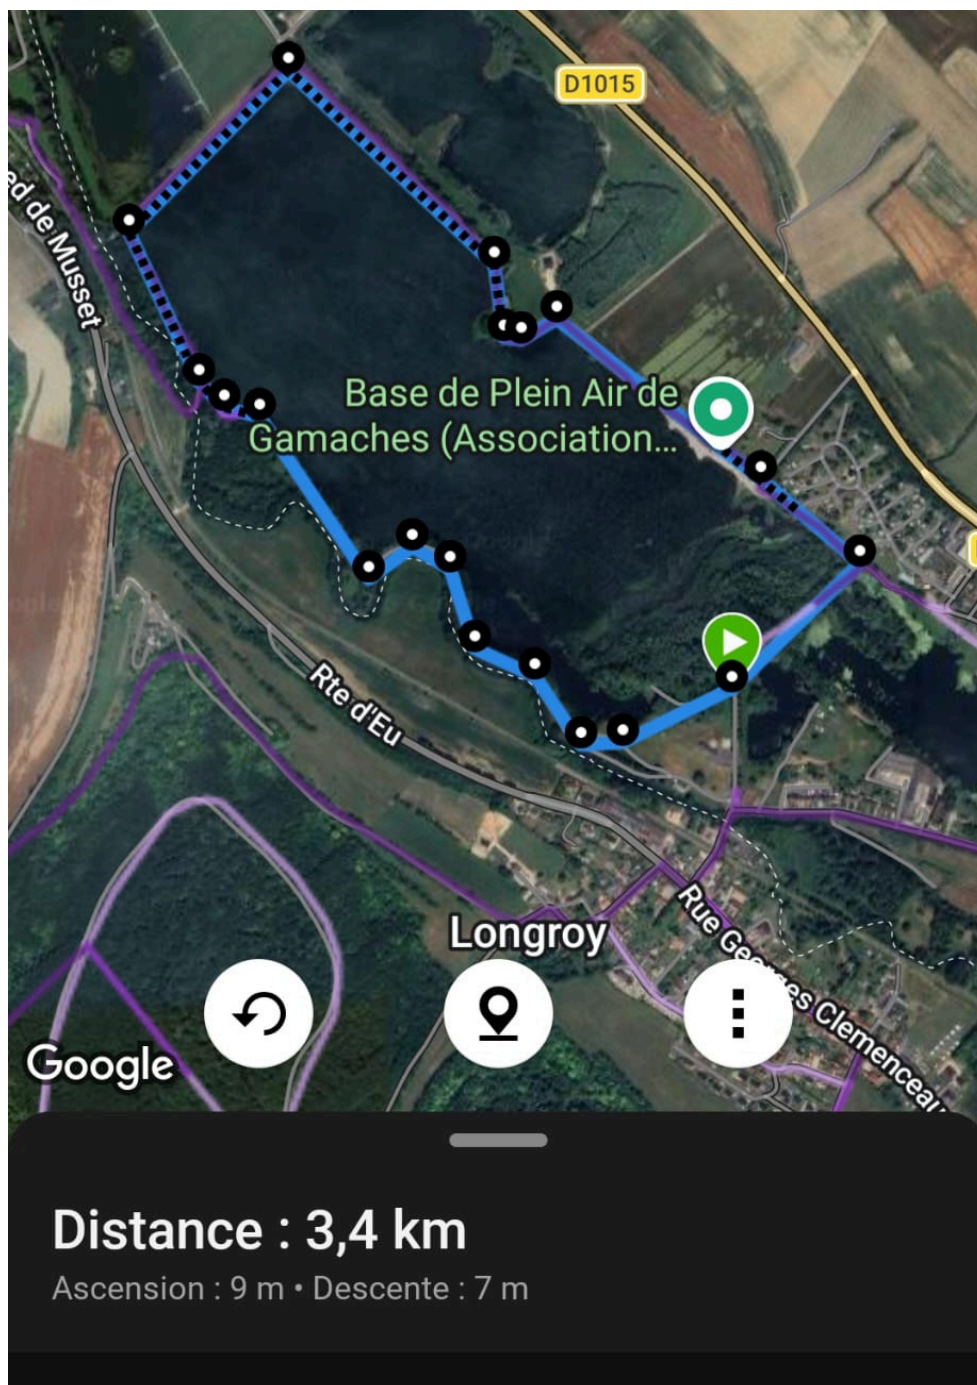 D1015
ed de Musset
Base de Plein Air de
Gamaches (Association...
Rte d'Eu
Longroy
Rue Georges Clemenceau
Google
Distance : 3,4 km
Ascension : 9 m • Descente : 7 m